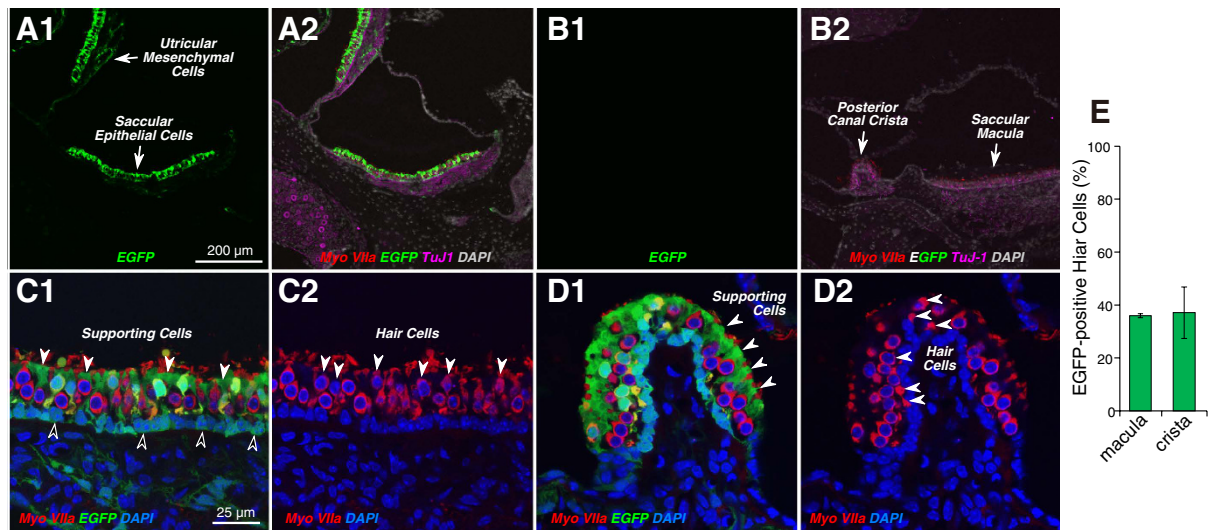 A1
Utricular
Mesenchymal
Cells
Saccular
Epithelial Cells
200 µm
EGFP
A2
Myo VIIa EGFP TuJ1 DAPI
B1
EGFP
B2
Posterior
Canal Crista
Saccular
Macula
Myo VIIa EGFP TuJ-1 DAPI
C1
Supporting Cells
Myo VIIa EGFP DAPI
25 µm
C2
Hair Cells
Myo VIIa DAPI
D1
Supporting
Cells
Myo VIIa EGFP DAPI
D2
Hair
Cells
Myo VIIa DAPI
E
EGFP-positive Hiar Cells (%)
100
80
60
40
20
0
macula
crista